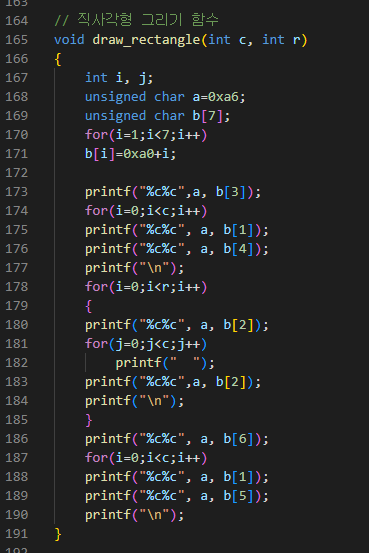 163
164 // 직사각형 그리기 함수
165 void draw_rectangle(int c, int r)
166 {
167     int i, j;
168     unsigned char a=0xa6;
169     unsigned char b[7];
170     for(i=1;i<7;i++)
171     b[i]=0xa0+i;
172
173     printf("%c%c",a, b[3]);
174     for(i=0;i<c;i++)
175     printf("%c%c", a, b[1]);
176     printf("%c%c", a, b[4]);
177     printf("\n");
178     for(i=0;i<r;i++)
179     {
180     printf("%c%c", a, b[2]);
181     for(j=0;j<c;j++)
182         printf("  ");
183     printf("%c%c",a, b[2]);
184     printf("\n");
185     }
186     printf("%c%c", a, b[6]);
187     for(i=0;i<c;i++)
188     printf("%c%c", a, b[1]);
189     printf("%c%c", a, b[5]);
190     printf("\n");
191 }